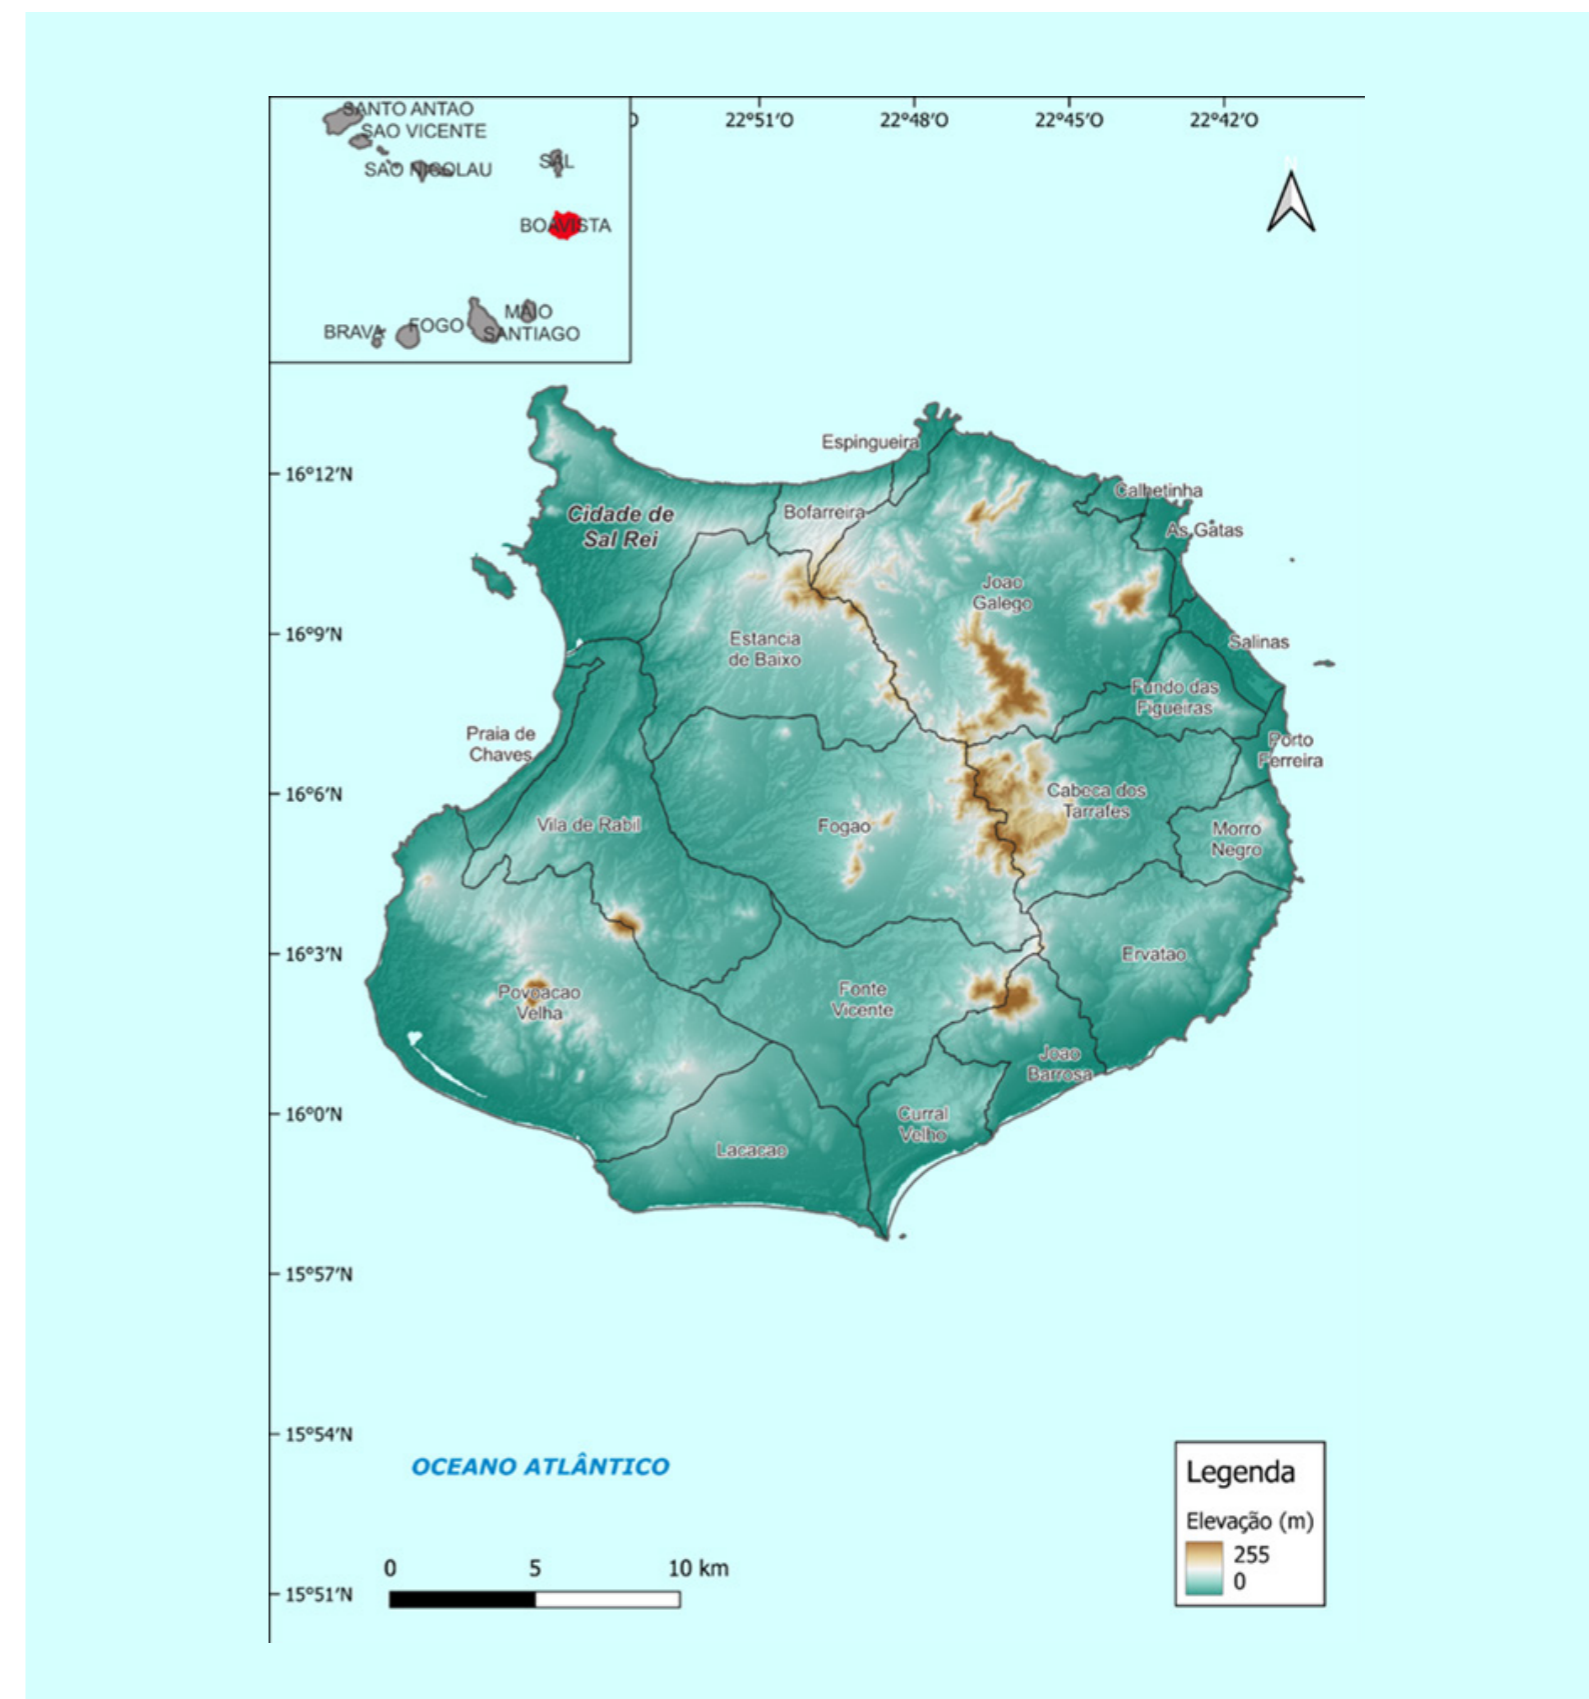 SANTO ANTAO
SAO VICENTE
SAO NICOLAU
SAL
BOAVISTA
MAIO
BRAVA
FOGO
SANTIAGO
22°51'O
22°48'O
22°45'O
22°42'O
N
16°12'N
16°9'N
16°6'N
16°3'N
16°0'N
15°57'N
15°54'N
15°51'N
Espingueira
Calhetinha
Cidade de
Sal Rei
Bofarreira
As Gatas
Joao
Galego
Estancia
de Baixo
Salinas
Fundo das
Figueiras
Praia de
Chaves
Porto
Ferreira
Cabeca dos
Tarrafes
Vila de Rabil
Fogao
Morro
Negro
Ervatao
Povoacao
Velha
Fonte
Vicente
Joao
Barrosa
Curral
Velho
Lacacao
OCEANO ATLÂNTICO
0 5 10 km
Legenda
Elevação (m)
255
0